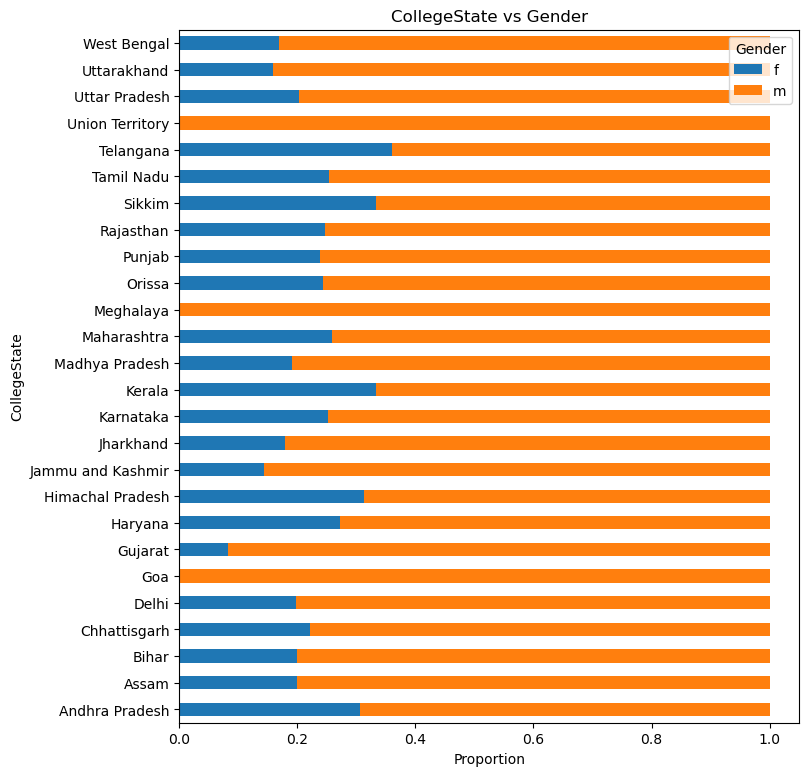 CollegeState vs Gender
West Bengal
Uttarakhand
Uttar Pradesh
Union Territory
Telangana
Tamil Nadu
Sikkim
Rajasthan
Punjab
Orissa
Meghalaya
Maharashtra
Madhya Pradesh
Kerala
Karnataka
Jharkhand
Jammu and Kashmir
Himachal Pradesh
Haryana
Gujarat
Goa
Delhi
Chhattisgarh
Bihar
Assam
Andhra Pradesh
CollegeState
Gender
f
m
0.0 0.2 0.4 0.6 0.8 1.0
Proportion